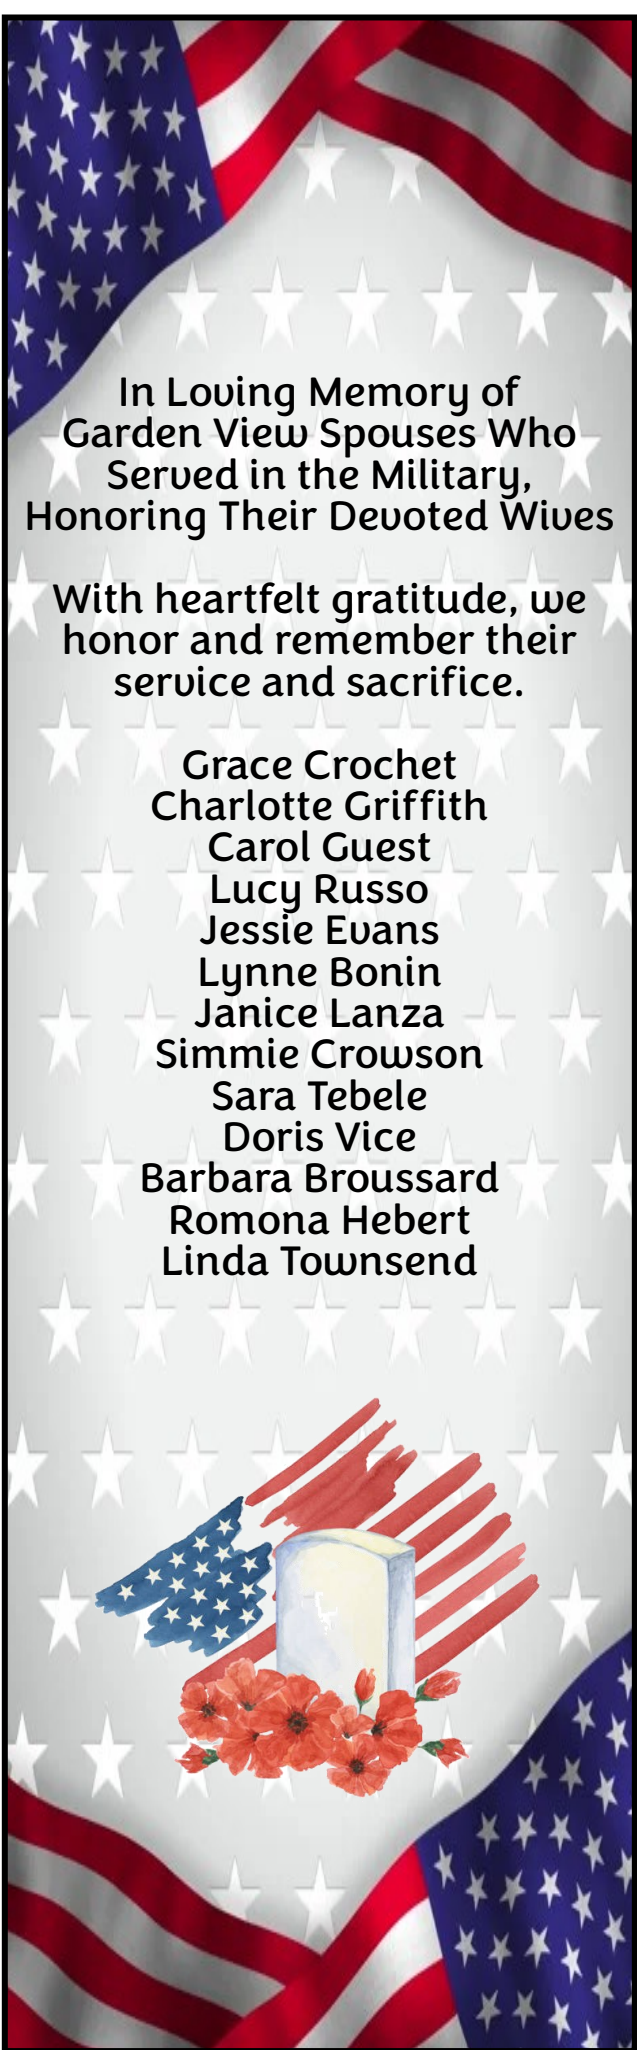 In Loving Memory of
Garden View Spouses Who
Served in the Military,
Honoring Their Devoted Wives
With heartfelt gratitude, we
honor and remember their
service and sacrifice.
Grace Crochet
Charlotte Griffith
Carol Guest
Lucy Russo
Jessie Evans
Lynne Bonin
Janice Lanza
Simmie Crowson
Sara Tebele
Doris Vice
Barbara Broussard
Romona Hebert
Linda Townsend